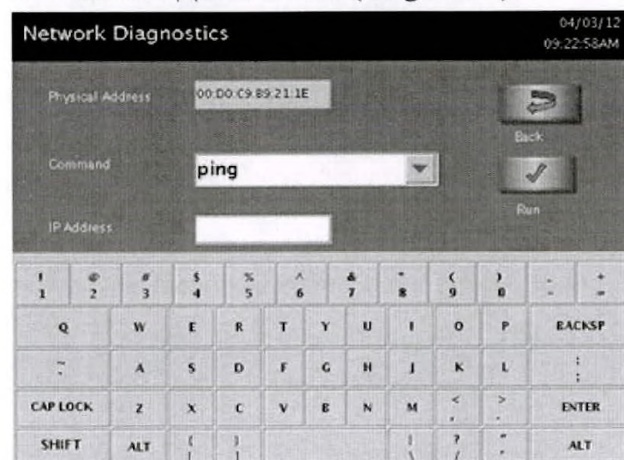 04/03/12
Network Diagnostics
09:22:58AM
Physical Address 00:D0:C9:B9:21:1E
Back
Command ping
Run
IP Address
! @ # $ % ^ & * ( ) - +
1 2 3 4 5 6 7 8 9 0 - =
Q W E R T Y U I O P BACKSP
~ A S D F G H J K L :
;
CAP LOCK Z X C V B N M < > ENTER
, .
SHIFT ALT { } | ? " ALT
[ ] \ / '